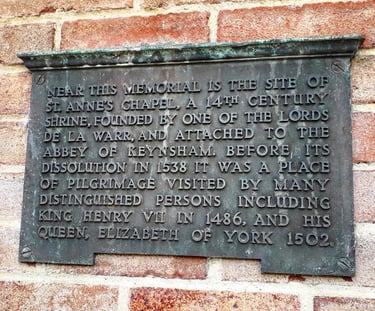 NEAR THIS MEMORIAL IS THE SITE OF
ST. ANNE'S CHAPEL, A 14TH CENTURY
SHRINE, FOUNDED BY ONE OF THE LORDS
DE LA WARR, AND ATTACHED TO THE
ABBEY OF KEYNSHAM. BEFORE ITS
DISSOLUTION IN 1538 IT WAS A PLACE
OF PILGRIMAGE VISITED BY MANY
DISTINGUISHED PERSONS INCLUDING
KING HENRY VII IN 1486, AND HIS
QUEEN, ELIZABETH OF YORK 1502.